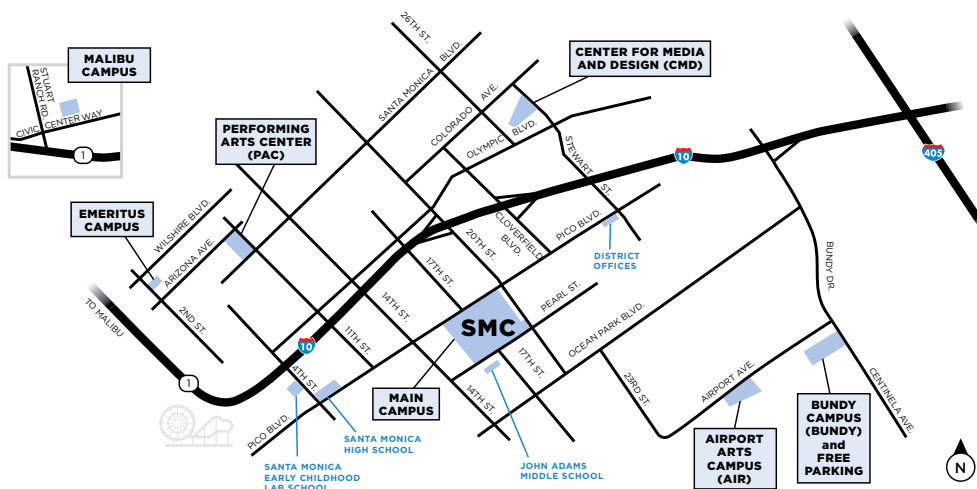 26TH ST.
SANTA MONICA BLVD.
CENTER FOR MEDIA
AND DESIGN (CMD)
MALIBU
CAMPUS
STUART
RANCH RD.
CIVIC CENTER WAY
1
PERFORMING
ARTS CENTER
(PAC)
COLORADO AVE.
OLYMPIC BLVD.
STEWART ST.
10
405
EMERITUS
CAMPUS
WILSHIRE BLVD.
ARIZONA AVE.
20TH ST.
CLOVERFIELD
BLVD.
PICO BLVD.
DISTRICT
OFFICES
BUNDY DR.
TO MALIBU
2ND ST.
17TH ST.
14TH ST.
11TH ST.
PEARL ST.
SMC
OCEAN PARK BLVD.
10
1
4TH ST.
17TH ST.
14TH ST.
MAIN
CAMPUS
23RD ST.
AIRPORT AVE.
CENTINELA AVE.
PICO BLVD.
SANTA MONICA
HIGH SCHOOL
SANTA MONICA
EARLY CHILDHOOD
LAB SCHOOL
JOHN ADAMS
MIDDLE SCHOOL
AIRPORT
ARTS
CAMPUS
(AIR)
BUNDY
CAMPUS
(BUNDY)
and
FREE
PARKING
N